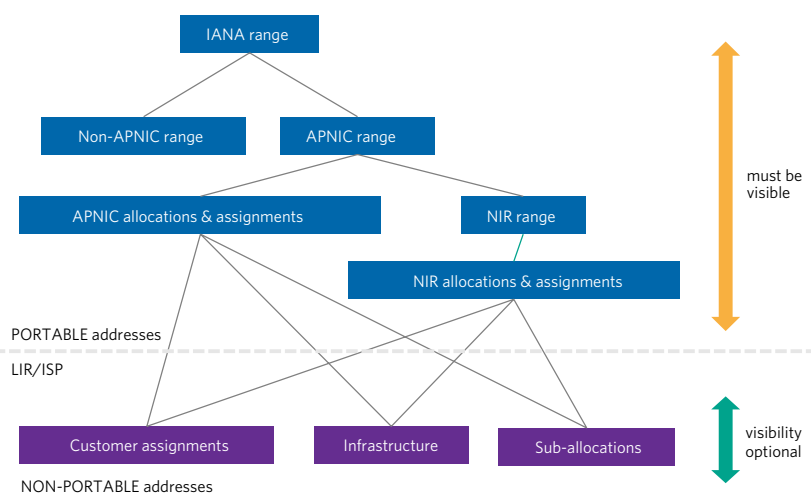 IANA range
Non-APNIC range
APNIC range
must be
visible
APNIC allocations & assignments
NIR range
NIR allocations & assignments
PORTABLE addresses
LIR/ISP
Customer assignments
Infrastructure
Sub-allocations
visibility
optional
NON-PORTABLE addresses